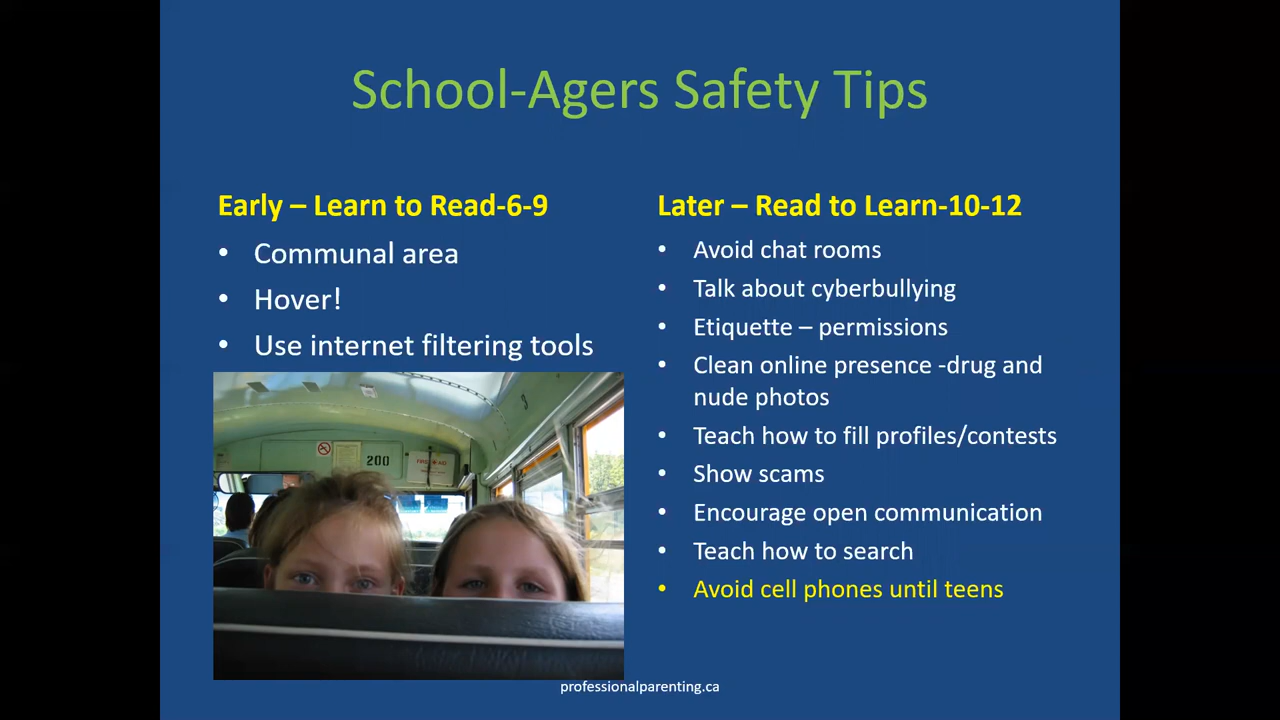 School-Agers Safety Tips
Early – Learn to Read-6-9
• Communal area
• Hover!
• Use internet filtering tools
200
FIRST AID
Later – Read to Learn-10-12
• Avoid chat rooms
• Talk about cyberbullying
• Etiquette – permissions
• Clean online presence -drug and
nude photos
• Teach how to fill profiles/contests
• Show scams
• Encourage open communication
• Teach how to search
• Avoid cell phones until teens
professionalparenting.ca